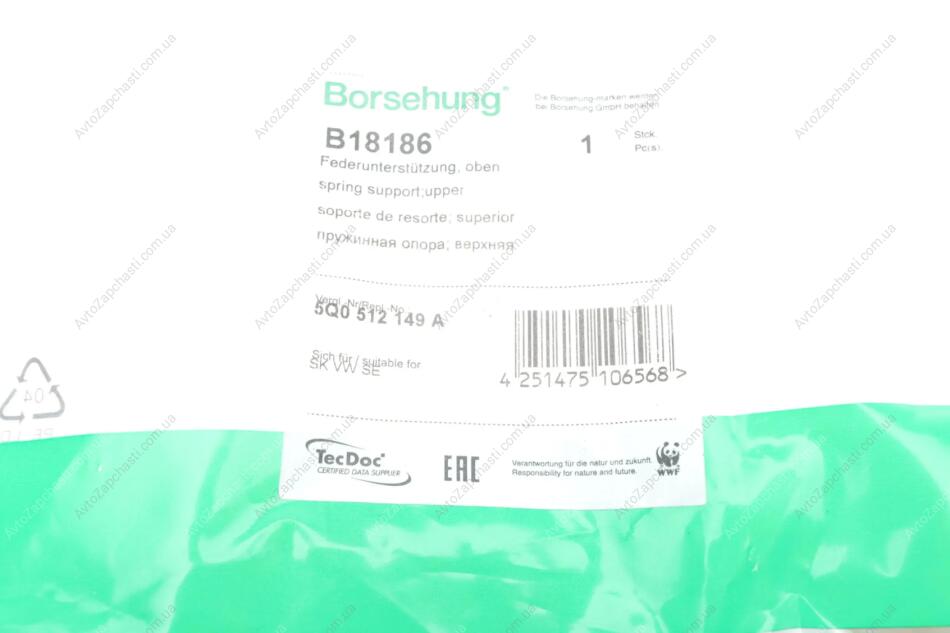 Borsehung
Die Borsehung-marken werden
bei Borsehung GmbH behalten
B18186
1
Stck.
Pc(s).
Federunterstützung, oben
spring support;upper
soporte de resorte; superior
пружинная опора; верхняя
Vergl.-Nr/Repl.-No.
5Q0 512 149 A
Sich für / suitable for
SK VW SE
4 251475 106568 >
04
TecDoc
CERTIFIED DATA SUPPLIER
EAC
Verantwortung für die natur und zukunft.
Responsibility for nature and future.
WWF
AvtoZapchasti.com.ua